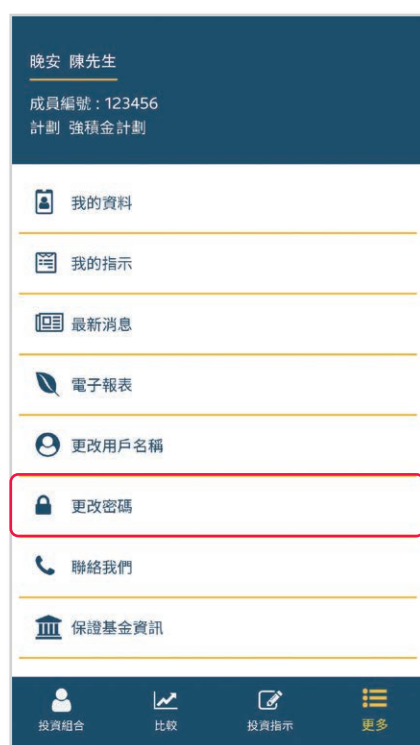 晚安 陳先生
成員編號 : 123456
計劃 強積金計劃
我的資料
我的指示
最新消息
電子報表
更改用戶名稱
更改密碼
聯絡我們
保證基金資訊
投資組合
比較
投資指示
更多